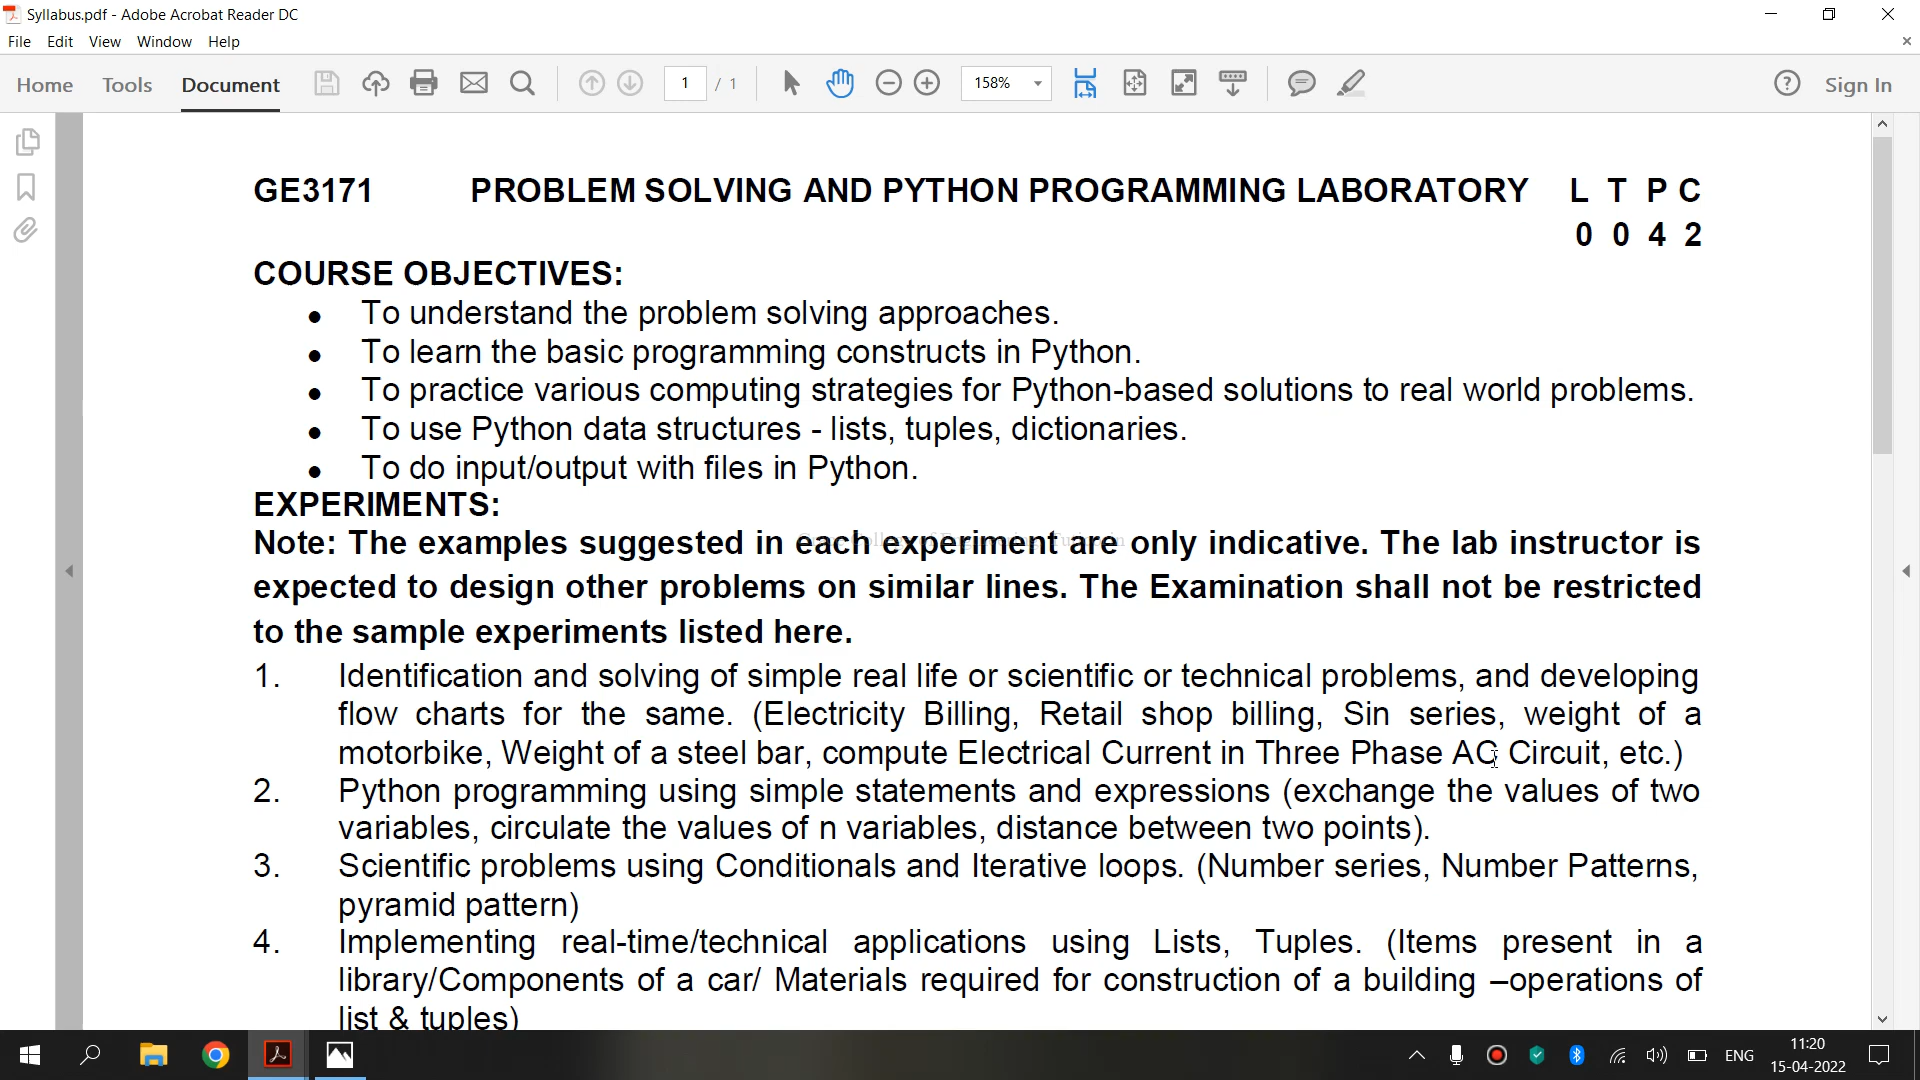 Syllabus.pdf - Adobe Acrobat Reader DC
File Edit View Window Help
Home Tools Document 1 / 1 158% Sign In
GE3171 PROBLEM SOLVING AND PYTHON PROGRAMMING LABORATORY L T P C
0 0 4 2
COURSE OBJECTIVES:
• To understand the problem solving approaches.
• To learn the basic programming constructs in Python.
• To practice various computing strategies for Python-based solutions to real world problems.
• To use Python data structures - lists, tuples, dictionaries.
• To do input/output with files in Python.
EXPERIMENTS:
Note: The examples suggested in each experiment are only indicative. The lab instructor is
expected to design other problems on similar lines. The Examination shall not be restricted
to the sample experiments listed here.
1. Identification and solving of simple real life or scientific or technical problems, and developing
flow charts for the same. (Electricity Billing, Retail shop billing, Sin series, weight of a
motorbike, Weight of a steel bar, compute Electrical Current in Three Phase AC Circuit, etc.)
2. Python programming using simple statements and expressions (exchange the values of two
variables, circulate the values of n variables, distance between two points).
3. Scientific problems using Conditionals and Iterative loops. (Number series, Number Patterns,
pyramid pattern)
4. Implementing real-time/technical applications using Lists, Tuples. (Items present in a
library/Components of a car/ Materials required for construction of a building –operations of
list & tuples)
ENG
11:20
15-04-2022